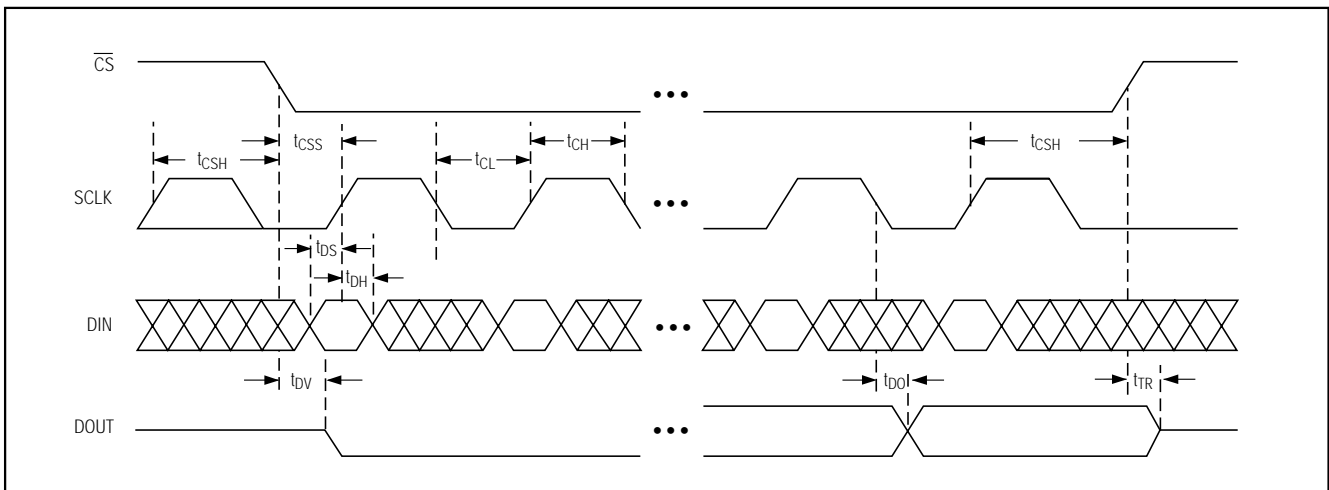 CS
•••
tCSS
tCH
tCSH
tCL
tCSH
SCLK
•••
tDS
tDH
DIN
•••
tDV
tDO
tTR
DOUT
•••